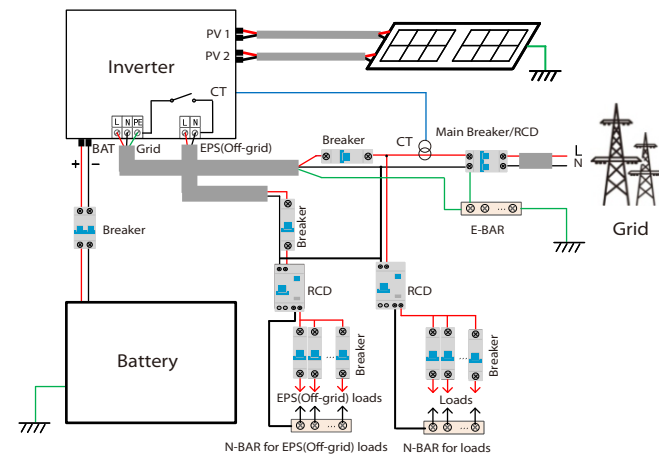 PV 1
PV 2
Inverter
CT
L N PE
L N
BAT
Grid
EPS(Off-grid)
+
−
Breaker
CT
Main Breaker/RCD
L
N
Grid
E-BAR
Breaker
Breaker
RCD
RCD
Battery
...
Breaker
...
Breaker
EPS(Off-grid) loads
Loads
...
...
...
N-BAR for EPS(Off-grid) loads
N-BAR for loads